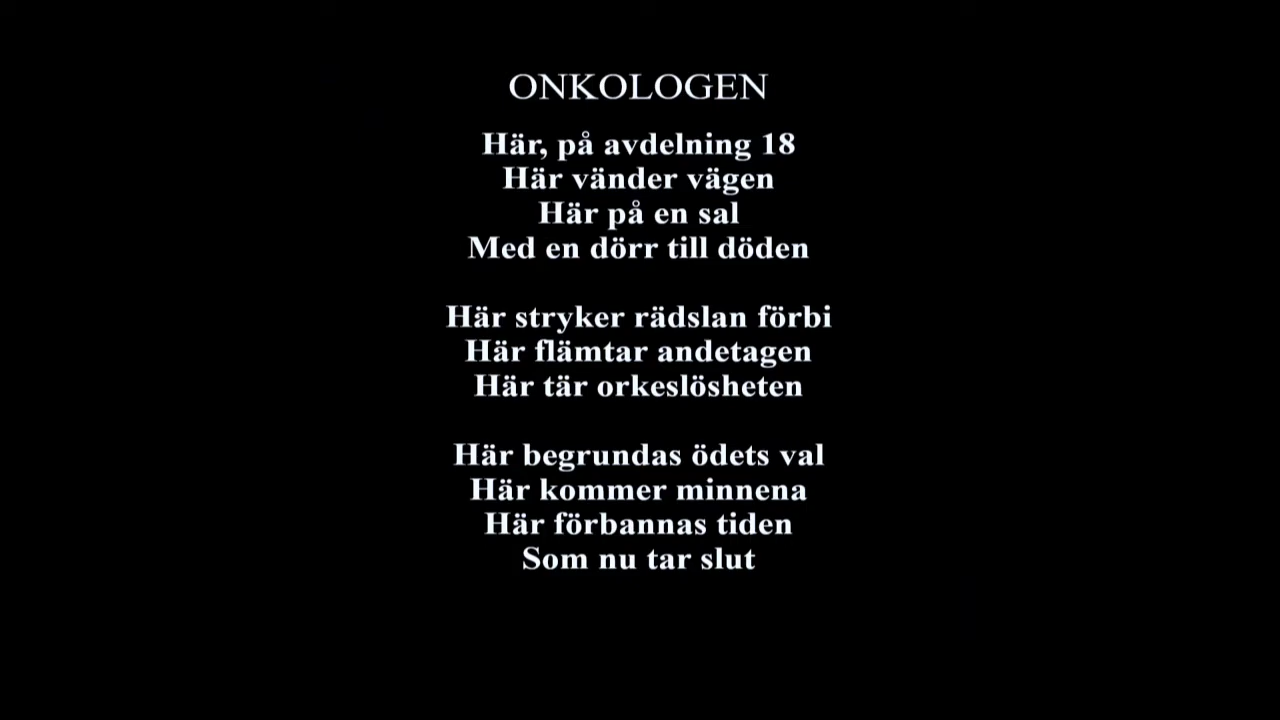 ONKOLOGEN
Här, på avdelning 18
Här vänder vägen
Här på en sal
Med en dörr till döden
Här stryker rädslan förbi
Här flämtar andetagen
Här tär orkeslösheten
Här begrundas ödets val
Här kommer minnena
Här förbannas tiden
Som nu tar slut